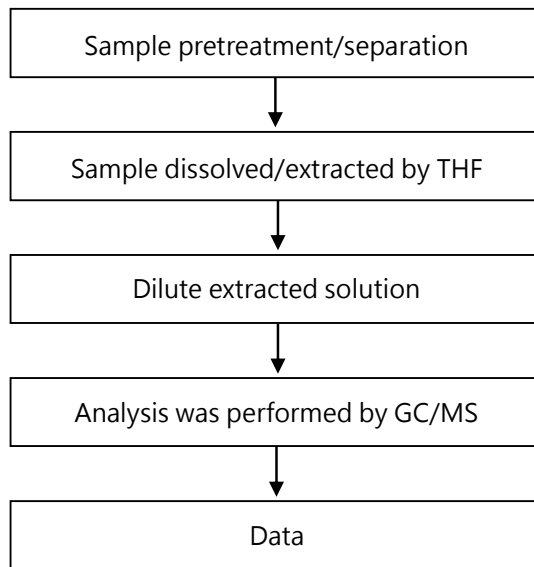 Sample pretreatment/separation
Sample dissolved/extracted by THF
Dilute extracted solution
Analysis was performed by GC/MS
Data